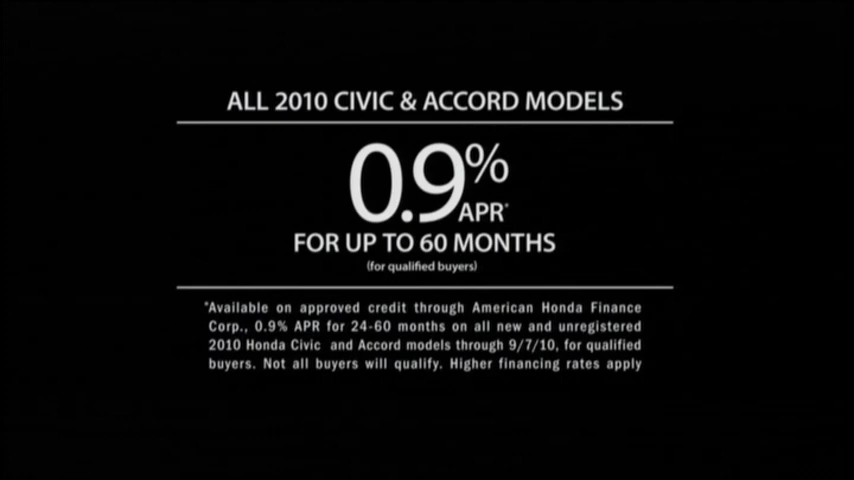 ALL 2010 CIVIC & ACCORD MODELS
0.9%
APR*
FOR UP TO 60 MONTHS
(for qualified buyers)
*Available on approved credit through American Honda Finance
Corp., 0.9% APR for 24-60 months on all new and unregistered
2010 Honda Civic and Accord models through 9/7/10, for qualified
buyers. Not all buyers will qualify. Higher financing rates apply